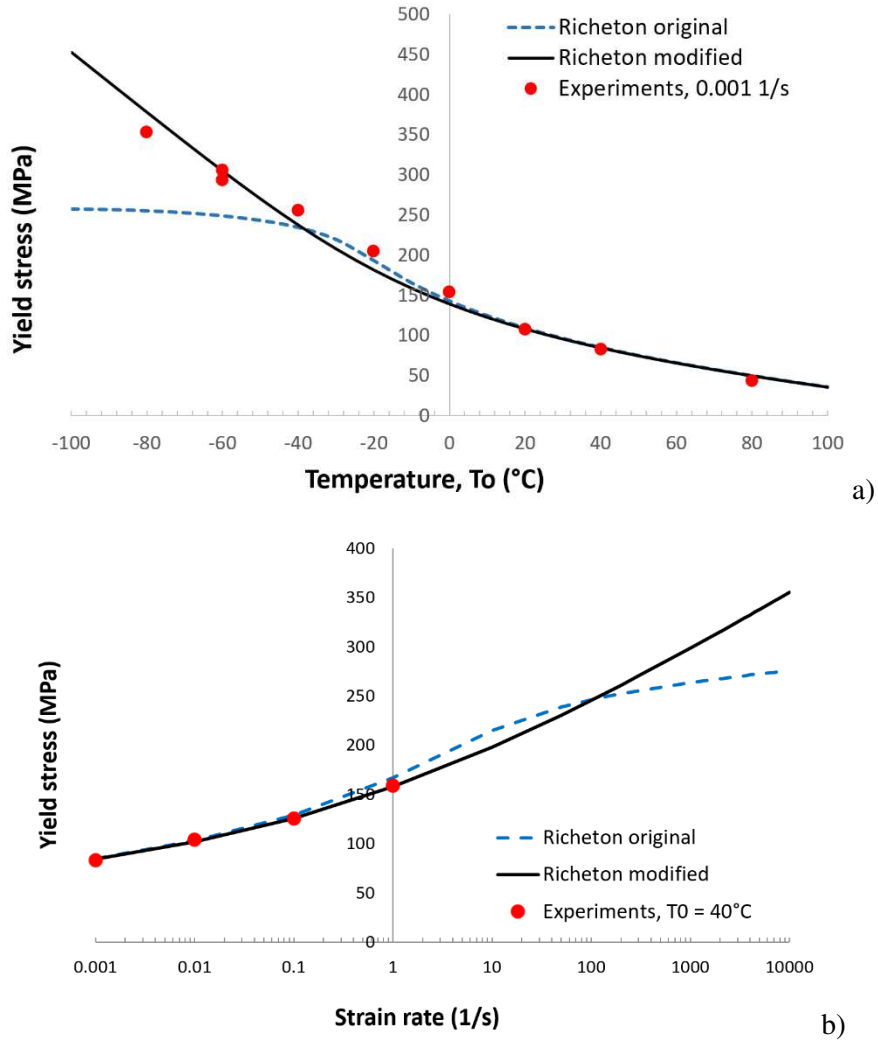 500
450
400
350
300
250
200
150
100
50
0
Yield stress (MPa)
Richeton original
Richeton modified
Experiments, 0.001 1/s
-100 -80 -60 -40 -20 0 20 40 60 80 100
Temperature, To (°C)
a)
400
350
300
250
200
150
100
50
0
Yield stress (MPa)
Richeton original
Richeton modified
Experiments, T0 = 40°C
0.001 0.01 0.1 1 10 100 1000 10000
Strain rate (1/s)
b)